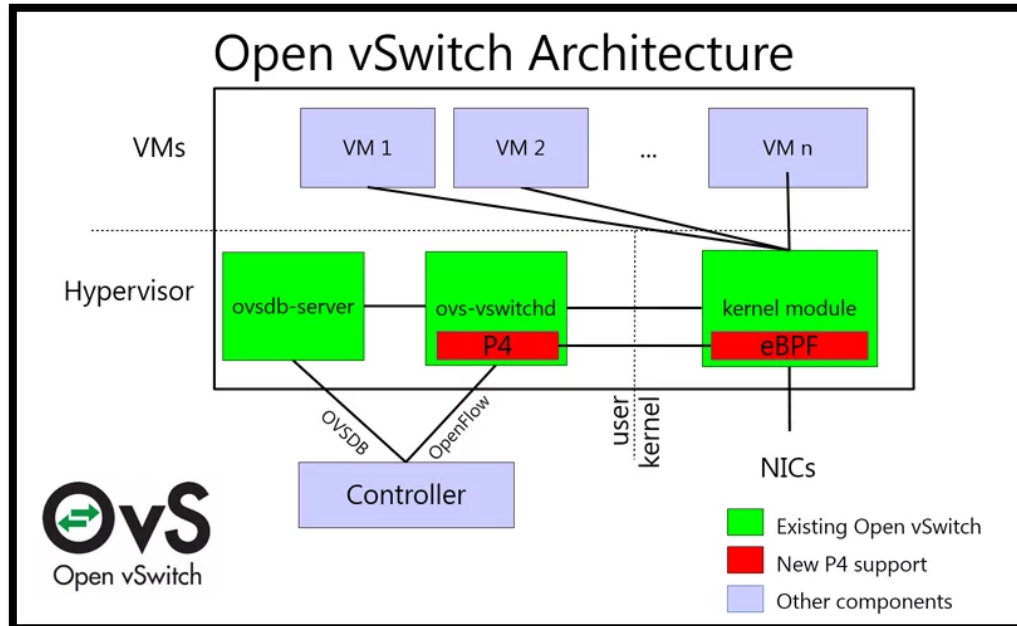 Open vSwitch Architecture
VMs
VM 1
VM 2
...
VM n
Hypervisor
ovsdb-server
ovs-vswitchd
P4
kernel module
eBPF
OVSDB
OpenFlow
user
kernel
Controller
NICs
OvS
Open vSwitch
Existing Open vSwitch
New P4 support
Other components